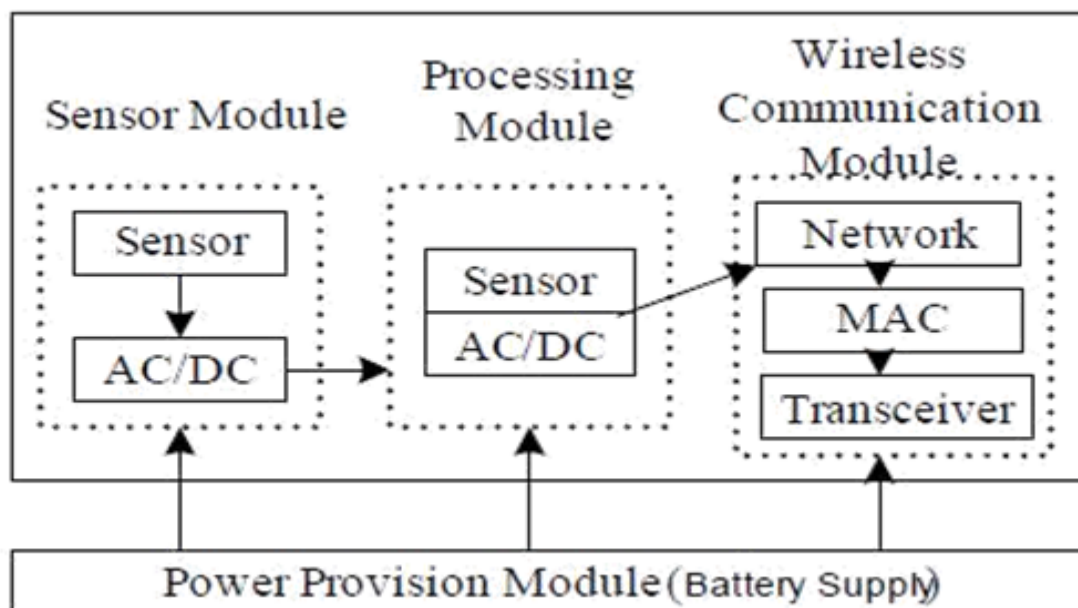 Sensor Module
Sensor
AC/DC
Processing
Module
Sensor
AC/DC
Wireless
Communication
Module
Network
MAC
Transceiver
Power Provision Module(Battery Supply)